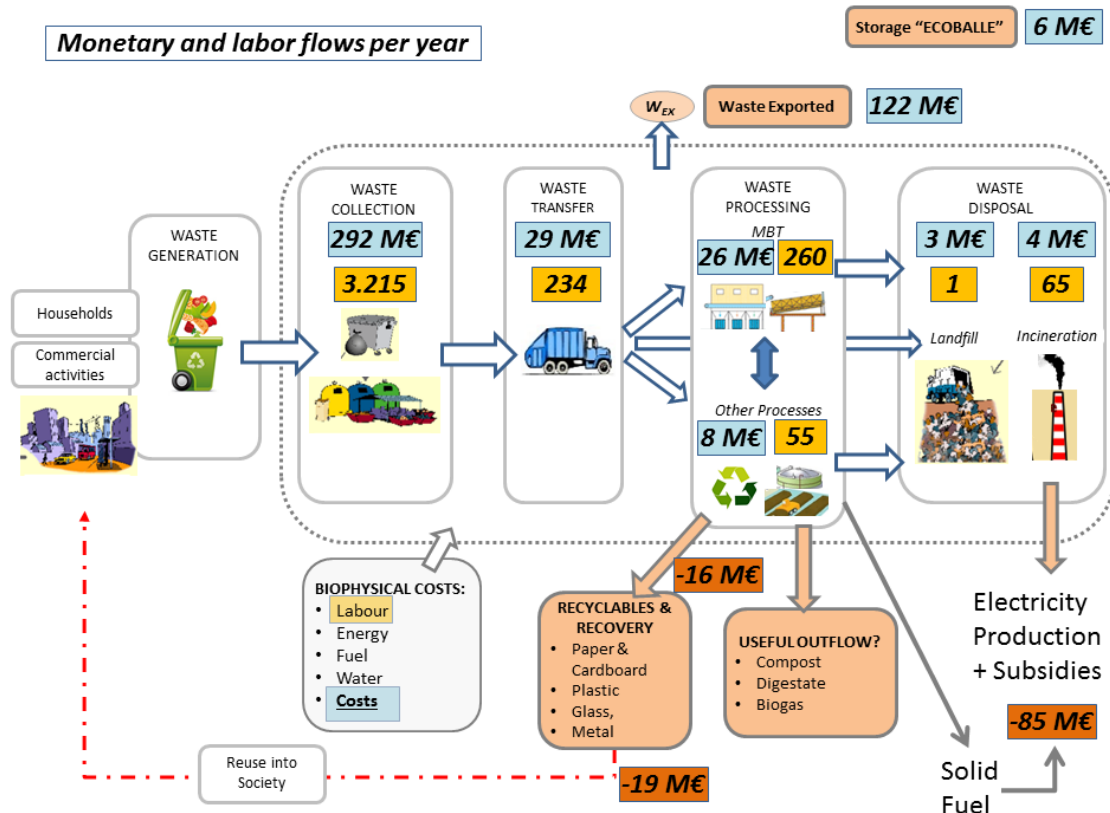 Monetary and labor flows per year
Storage “ECOBALLE”
6 M€
W_EX
Waste Exported
122 M€
WASTE
GENERATION
Households
Commercial
activities
WASTE
COLLECTION
292 M€
3.215
WASTE
TRANSFER
29 M€
234
WASTE
PROCESSING
MBT
26 M€
260
Other Processes
8 M€
55
WASTE
DISPOSAL
3 M€
4 M€
1
65
Landfill
Incineration
BIOPHYSICAL COSTS:
• Labour
• Energy
• Fuel
• Water
• Costs
-16 M€
RECYCLABLES &
RECOVERY
• Paper &
Cardboard
• Plastic
• Glass,
• Metal
USEFUL OUTFLOW?
• Compost
• Digestate
• Biogas
Electricity
Production
+ Subsidies
-85 M€
Solid
Fuel
Reuse into
Society
-19 M€